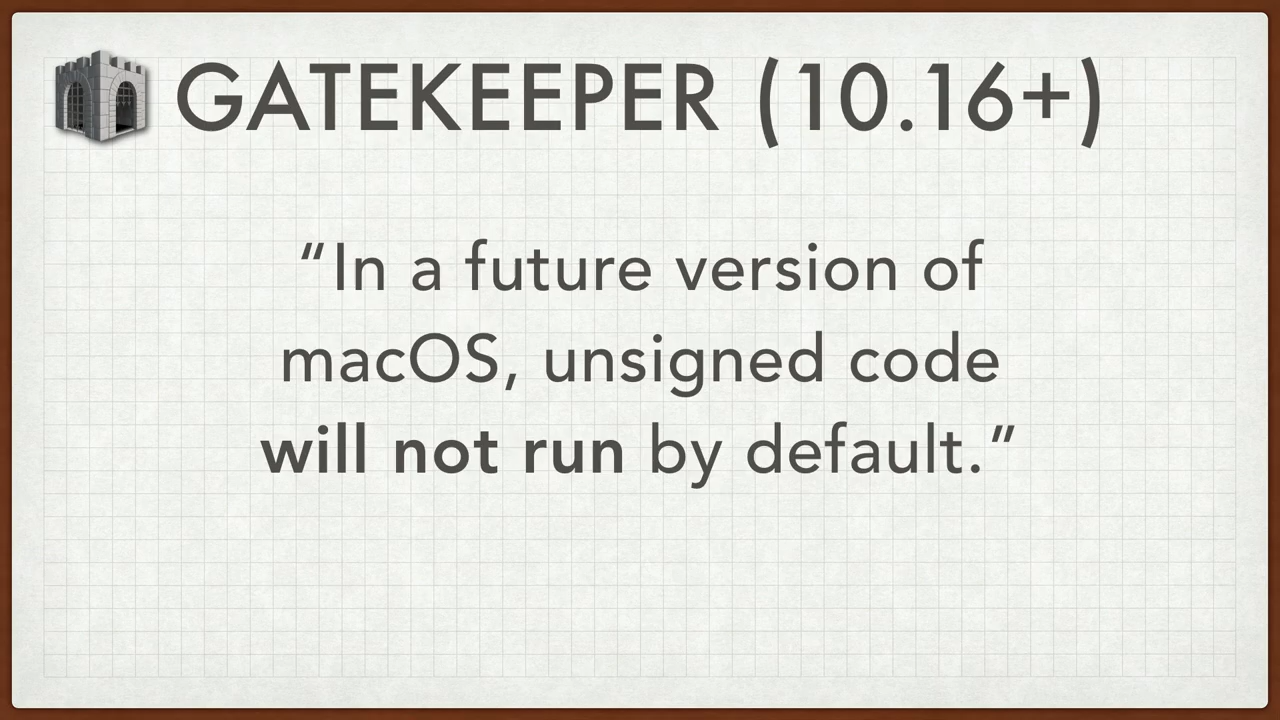 GATEKEEPER (10.16+)
“In a future version of
macOS, unsigned code
will not run by default.”